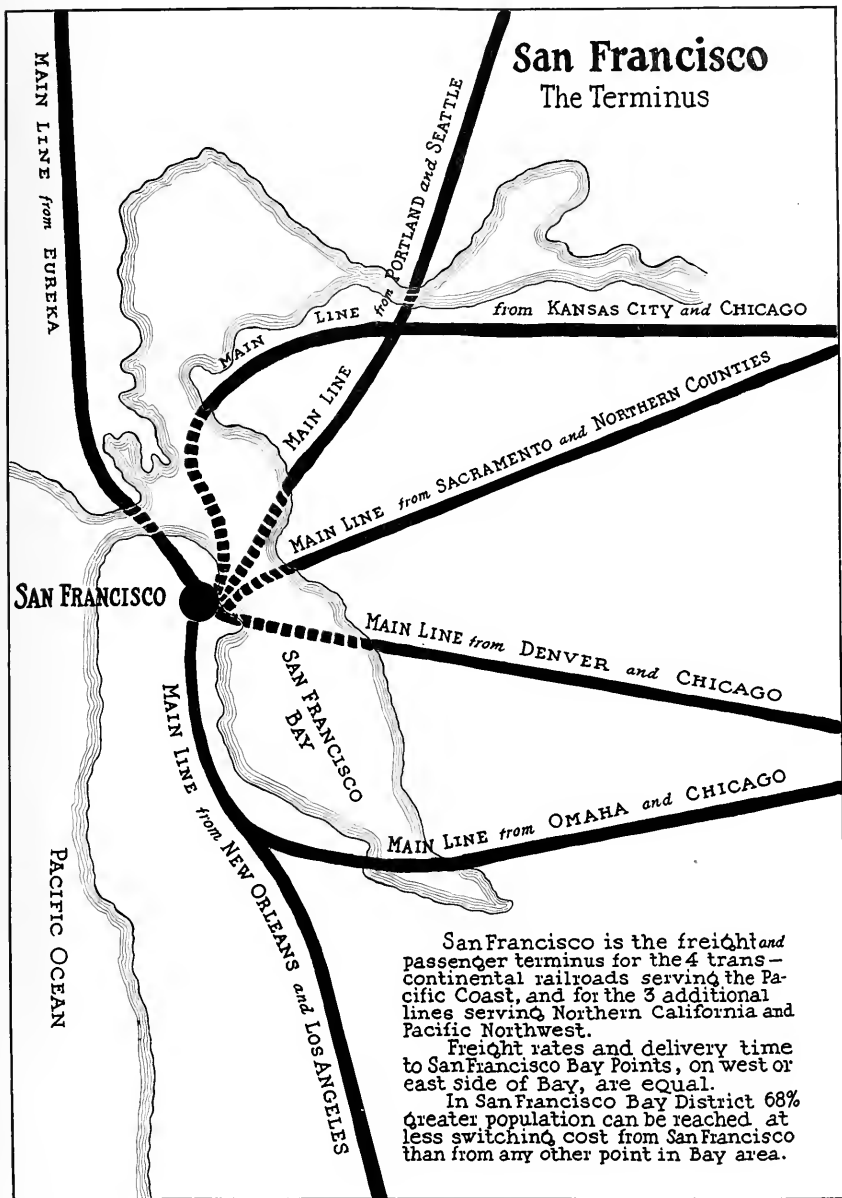 San Francisco
The Terminus
MAIN LINE from EUREKA
MAIN LINE from PORTLAND and SEATTLE
MAIN LINE from KANSAS CITY and CHICAGO
MAIN LINE from SACRAMENTO and NORTHERN COUNTIES
SAN FRANCISCO
MAIN LINE from DENVER and CHICAGO
SAN FRANCISCO
BAY
MAIN LINE from OMAHA and CHICAGO
MAIN LINE from NEW ORLEANS and LOS ANGELES
PACIFIC OCEAN
San Francisco is the freight and
passenger terminus for the 4 trans-
continental railroads serving the Pa-
cific Coast, and for the 3 additional
lines serving Northern California and
Pacific Northwest.
Freight rates and delivery time
to San Francisco Bay Points, on west or
east side of Bay, are equal.
In San Francisco Bay District 68%
greater population can be reached at
less switching cost from San Francisco
than from any other point in Bay area.